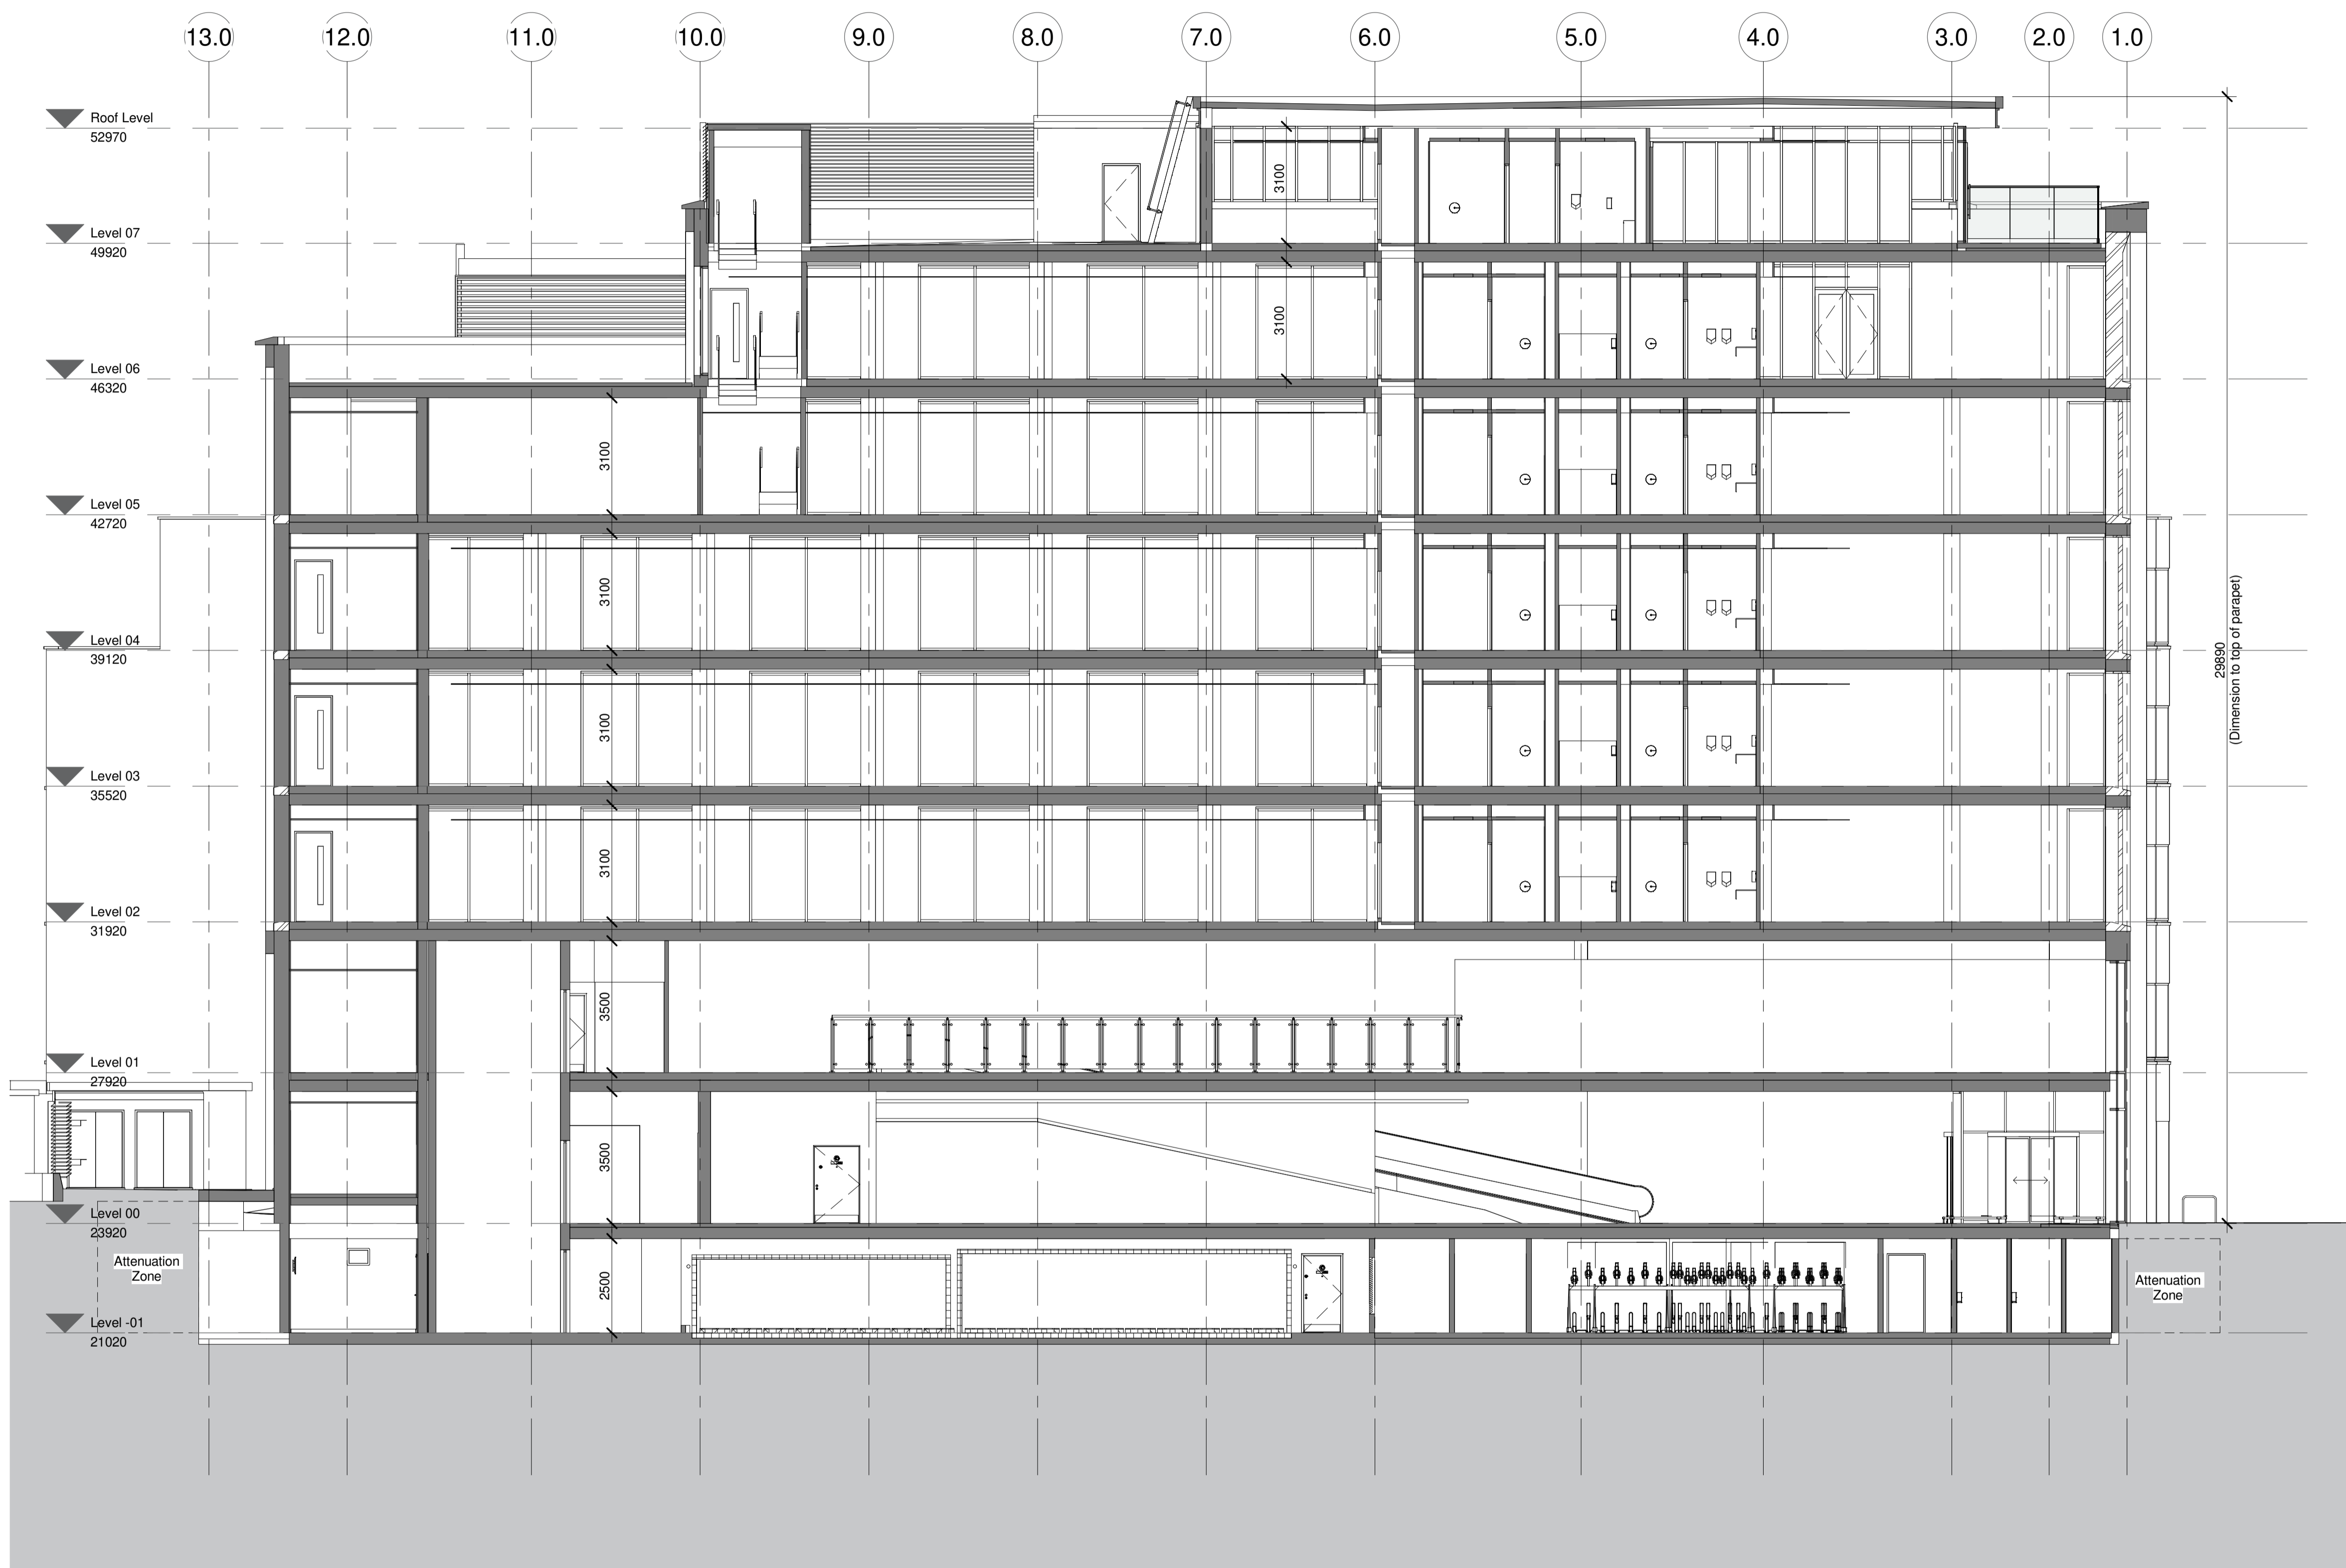 13.0 12.0 11.0 10.0 9.0 8.0 7.0 6.0 5.0 4.0 3.0 2.0 1.0
Roof Level
52970
3100
Level 07
49920
3100
Level 06
46320
3100
Level 05
42720
3100
Level 04
39120
29890
(Dimension to top of parapet)
3100
Level 03
35520
3100
Level 02
31920
3500
Level 01
27920
3500
Level 00
23920
Attenuation
Zone
2500
Attenuation
Zone
Level -01
21020